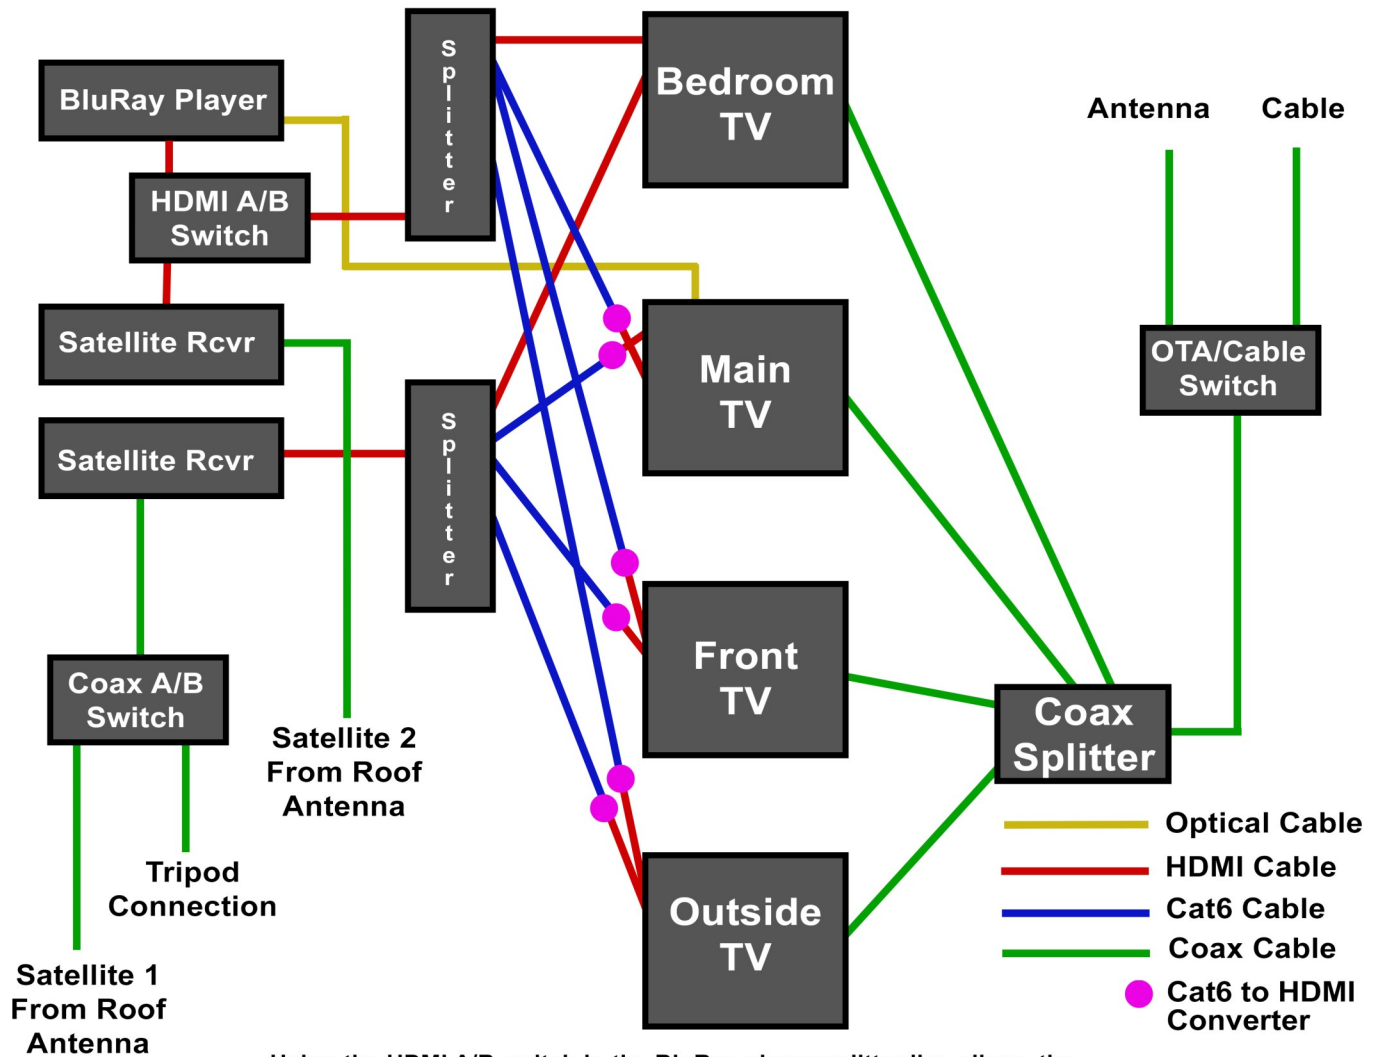 Splitter
BluRay Player
HDMI A/B
Switch
Satellite Rcvr
Satellite Rcvr
Splitter
Coax A/B
Switch
Satellite 2
From Roof
Antenna
Tripod
Connection
Satellite 1
From Roof
Antenna
Bedroom
TV
Main
TV
Front
TV
Outside
TV
Antenna
Cable
OTA/Cable
Switch
Coax
Splitter
Optical Cable
HDMI Cable
Cat6 Cable
Coax Cable
Cat6 to HDMI
Converter